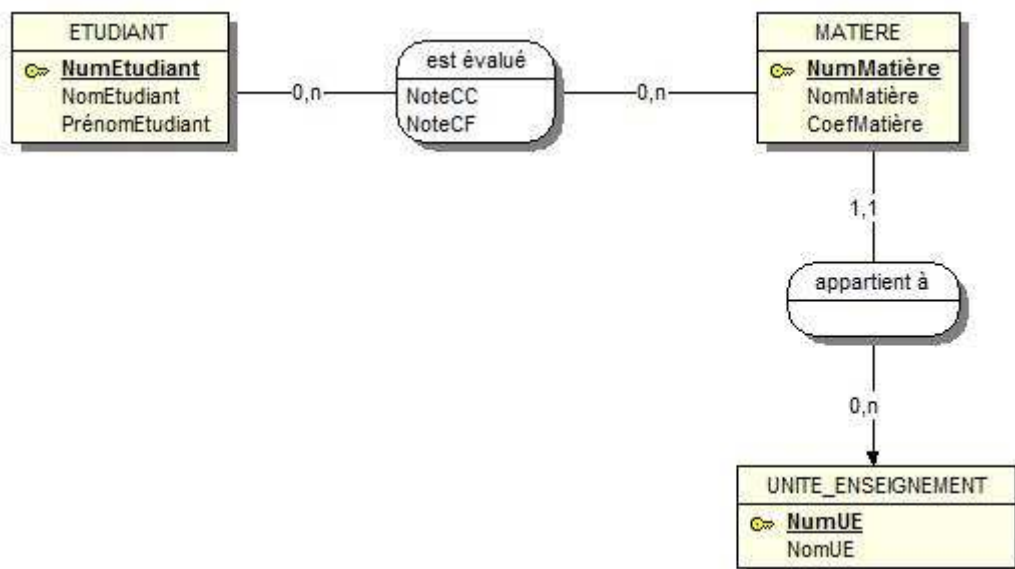 ETUDIANT
NumEtudiant
NomEtudiant
PrénomEtudiant
0,n
est évalué
NoteCC
NoteCF
0,n
MATIERE
NumMatière
NomMatière
CoefMatière
1,1
appartient à
0,n
UNITE_ENSEIGNEMENT
NumUE
NomUE